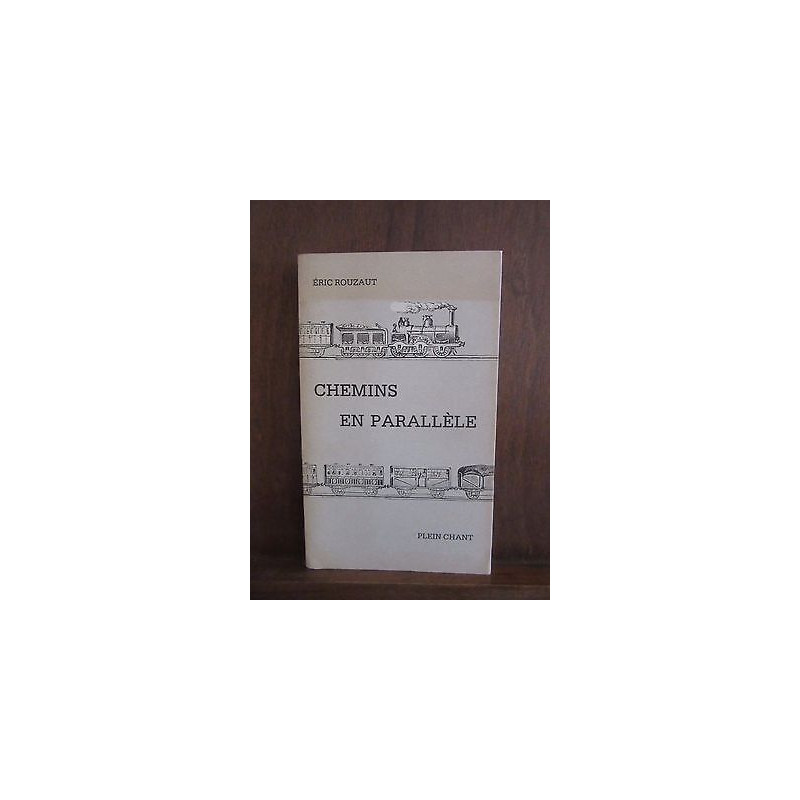 ÉRIC ROUZAUT
CHEMINS
EN PARALLÈLE
PLEIN CHANT